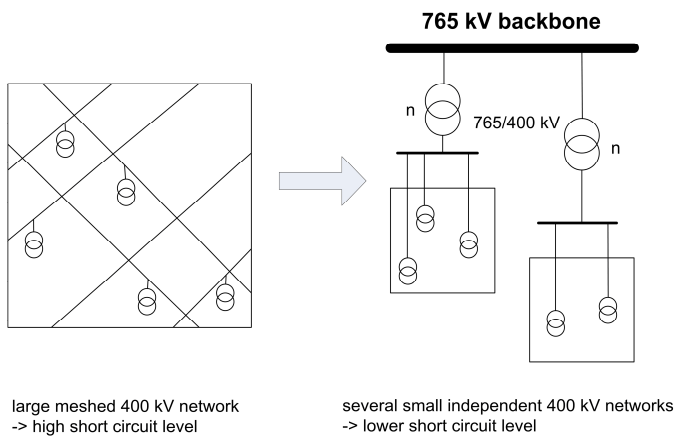 765 kV backbone
n
765/400 kV
n
large meshed 400 kV network
-> high short circuit level
several small independent 400 kV networks
-> lower short circuit level